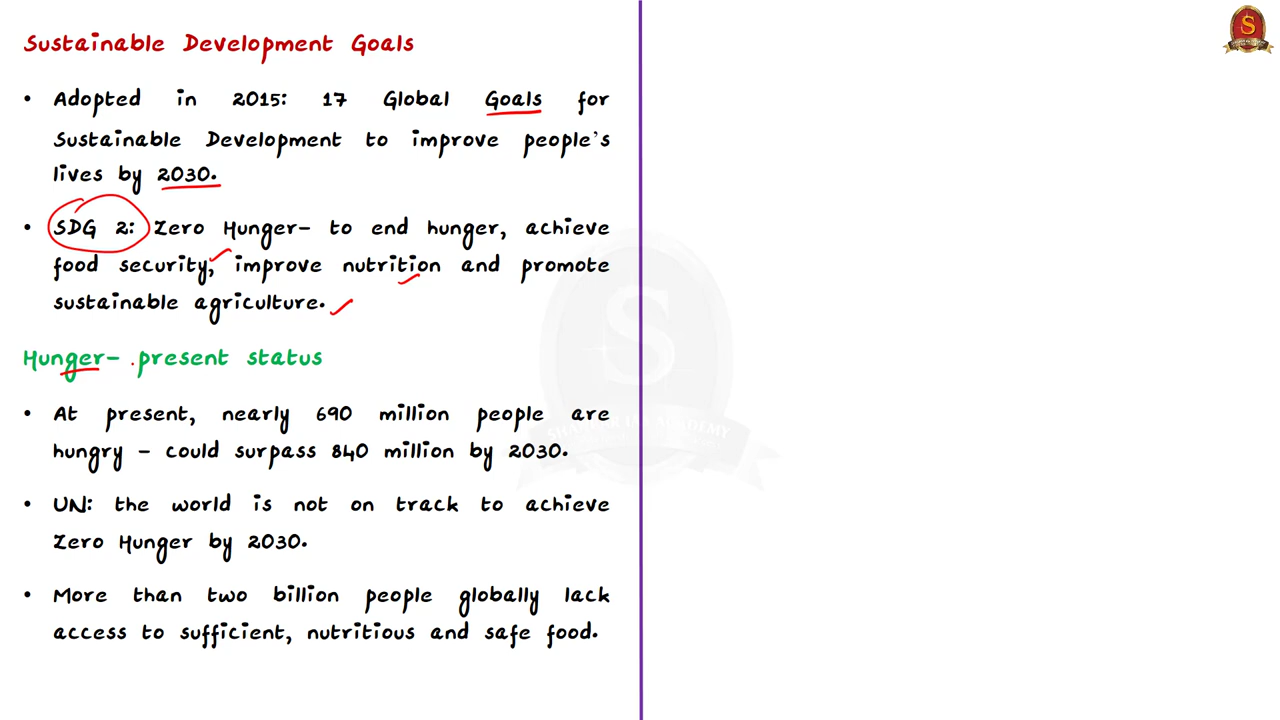 Sustainable Development Goals
• Adopted in 2015: 17 Global Goals for
Sustainable Development to improve people's
lives by 2030.
• SDG 2: Zero Hunger- to end hunger, achieve
food security, improve nutrition and promote
sustainable agriculture.
Hunger- present status
• At present, nearly 690 million people are
hungry - could surpass 840 million by 2030.
• UN: the world is not on track to achieve
Zero Hunger by 2030.
• More than two billion people globally lack
access to sufficient, nutritious and safe food.
S
S